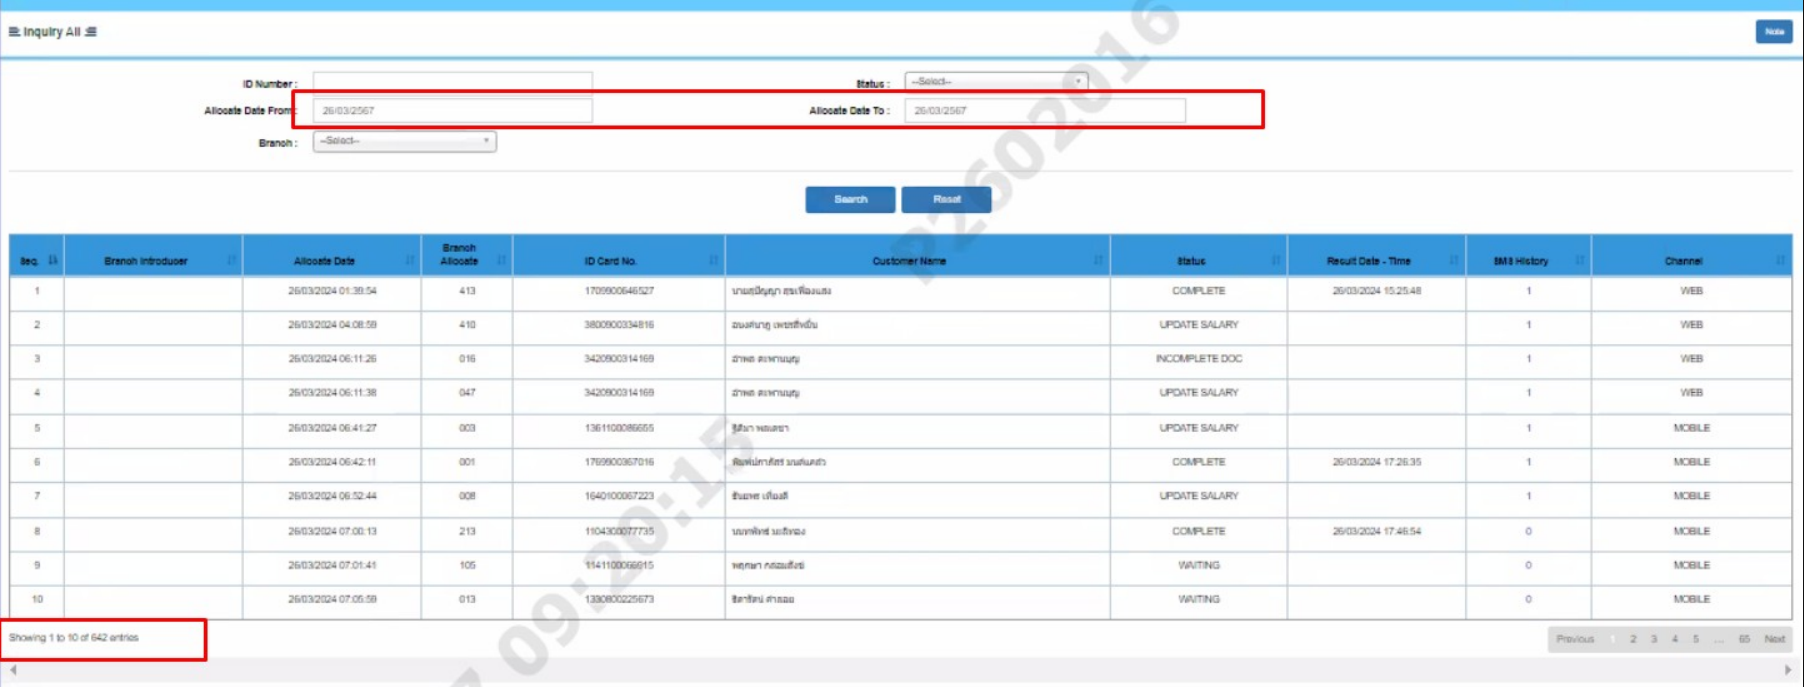 Inquiry All
Note
ID Number :
Status : --Select--
Allocate Date From : 26/03/2567
Allocate Date To : 26/03/2567
Branch : --Select--
Search Reset
Seq. Branch Introducer Allocate Date Branch Allocate ID Card No. Customer Name Status Result Date - Time SMS History Channel
1 26/03/2024 01:39:54 413 1709900646527 COMPLETE 26/03/2024 15:25:48 1 WEB
2 26/03/2024 04:08:59 410 3800900334816 UPDATE SALARY 1 WEB
3 26/03/2024 06:11:26 016 3420900314169 INCOMPLETE DOC 1 WEB
4 26/03/2024 06:11:38 047 3420900314169 UPDATE SALARY 1 WEB
5 26/03/2024 06:41:27 003 1361100086655 UPDATE SALARY 1 MOBILE
6 26/03/2024 06:42:11 001 1769900367016 COMPLETE 26/03/2024 17:26:35 1 MOBILE
7 26/03/2024 06:52:44 008 1640100067223 UPDATE SALARY 1 MOBILE
8 26/03/2024 07:00:13 213 1104300077735 COMPLETE 26/03/2024 17:46:54 0 MOBILE
9 26/03/2024 07:01:41 105 1141100066915 WAITING 0 MOBILE
10 26/03/2024 07:05:59 013 1330800225673 WAITING 0 MOBILE
Showing 1 to 10 of 642 entries
Previous 1 2 3 4 5 ... 65 Next
P2602016
09:20:15